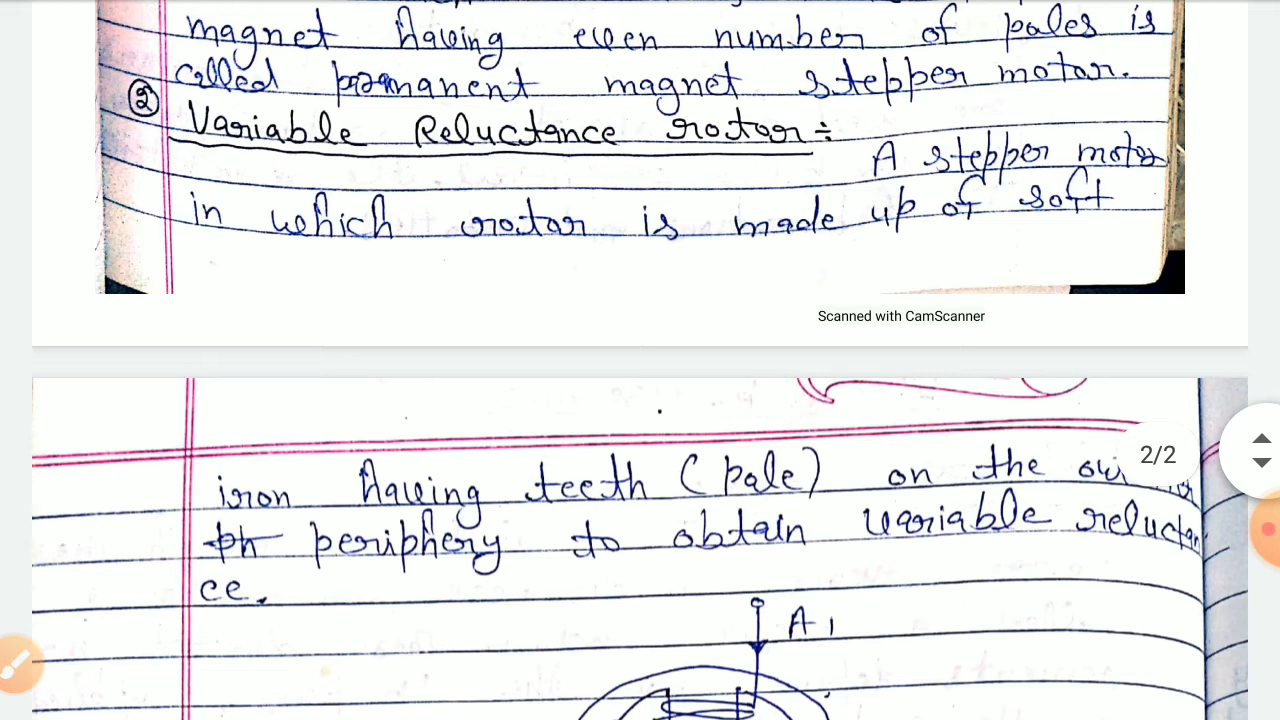 magnet having even number of poles is
called permanent magnet stepper motor.
② Variable Reluctance rotor :-
A stepper motor
in which rotor is made up of soft
Scanned with CamScanner
2/2
iron having teeth (pole) on the
periphery to obtain variable reluctan
ce.
A1